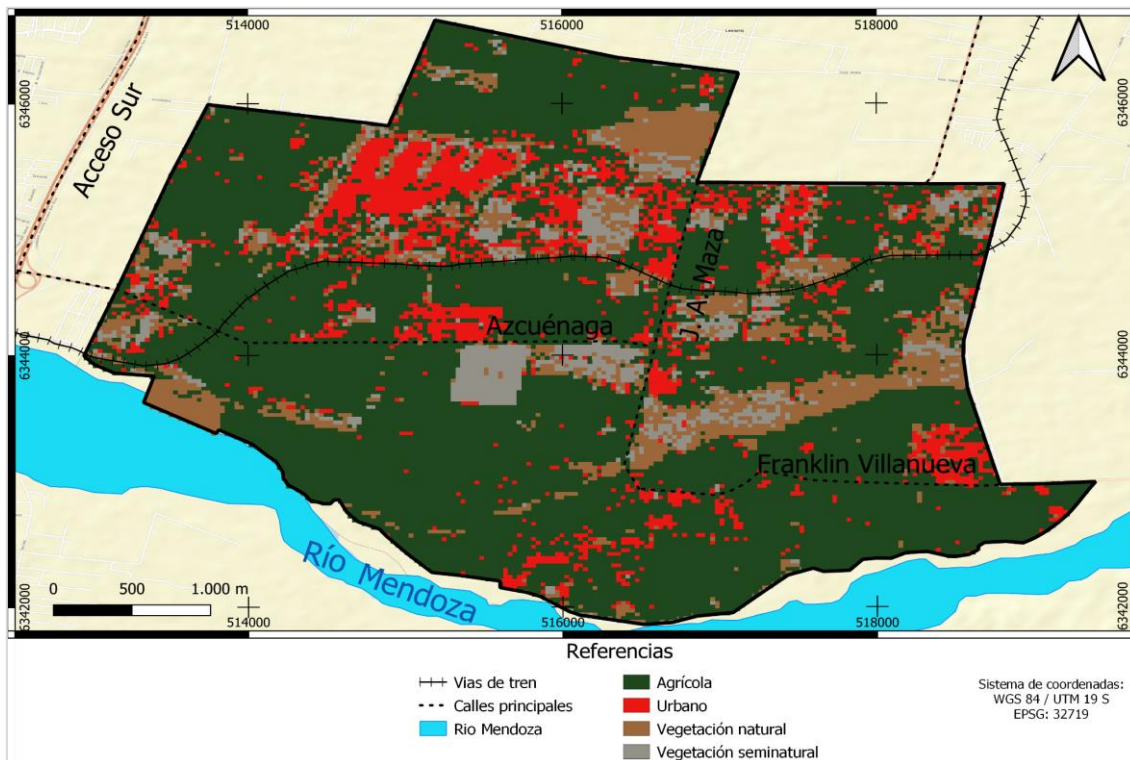 514000 516000 518000
6346000 6346000
Acceso Sur
J. A. Maza
Azcuénaga
6344000 6344000
Franklin Villanueva
Río Mendoza
0 500 1.000 m
6342000 6342000
514000 516000 518000
Referencias
Vias de tren
Calles principales
Rio Mendoza
Agrícola
Urbano
Vegetación natural
Vegetación seminatural
Sistema de coordenadas:
WGS 84 / UTM 19 S
EPSG: 32719